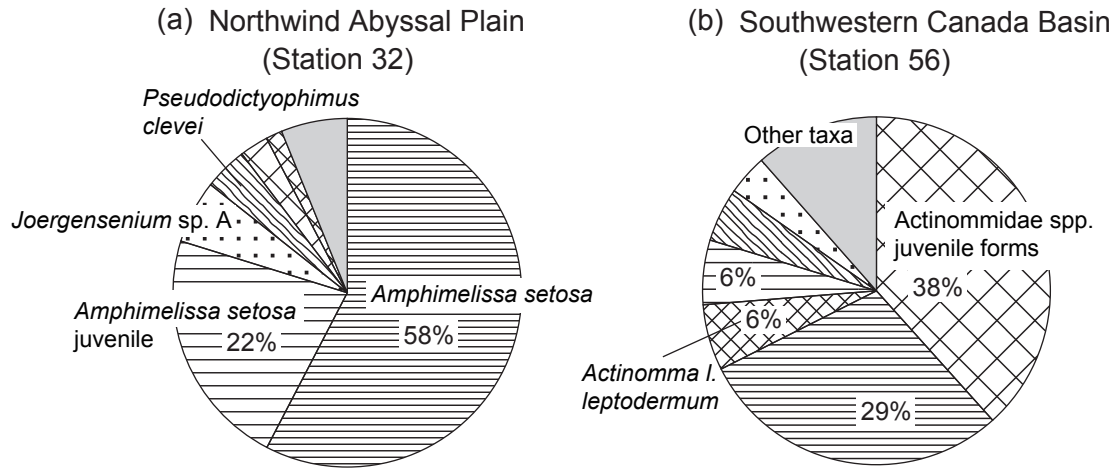 (a) Northwind Abyssal Plain
(Station 32)
Pseudodictyophimus
clevei
Joergensenium sp. A
Amphimelissa setosa
juvenile
22%
Amphimelissa setosa
58%
(b) Southwestern Canada Basin
(Station 56)
Other taxa
Actinommidae spp.
juvenile forms
38%
6%
6%
Actinomma l.
leptodermum
29%